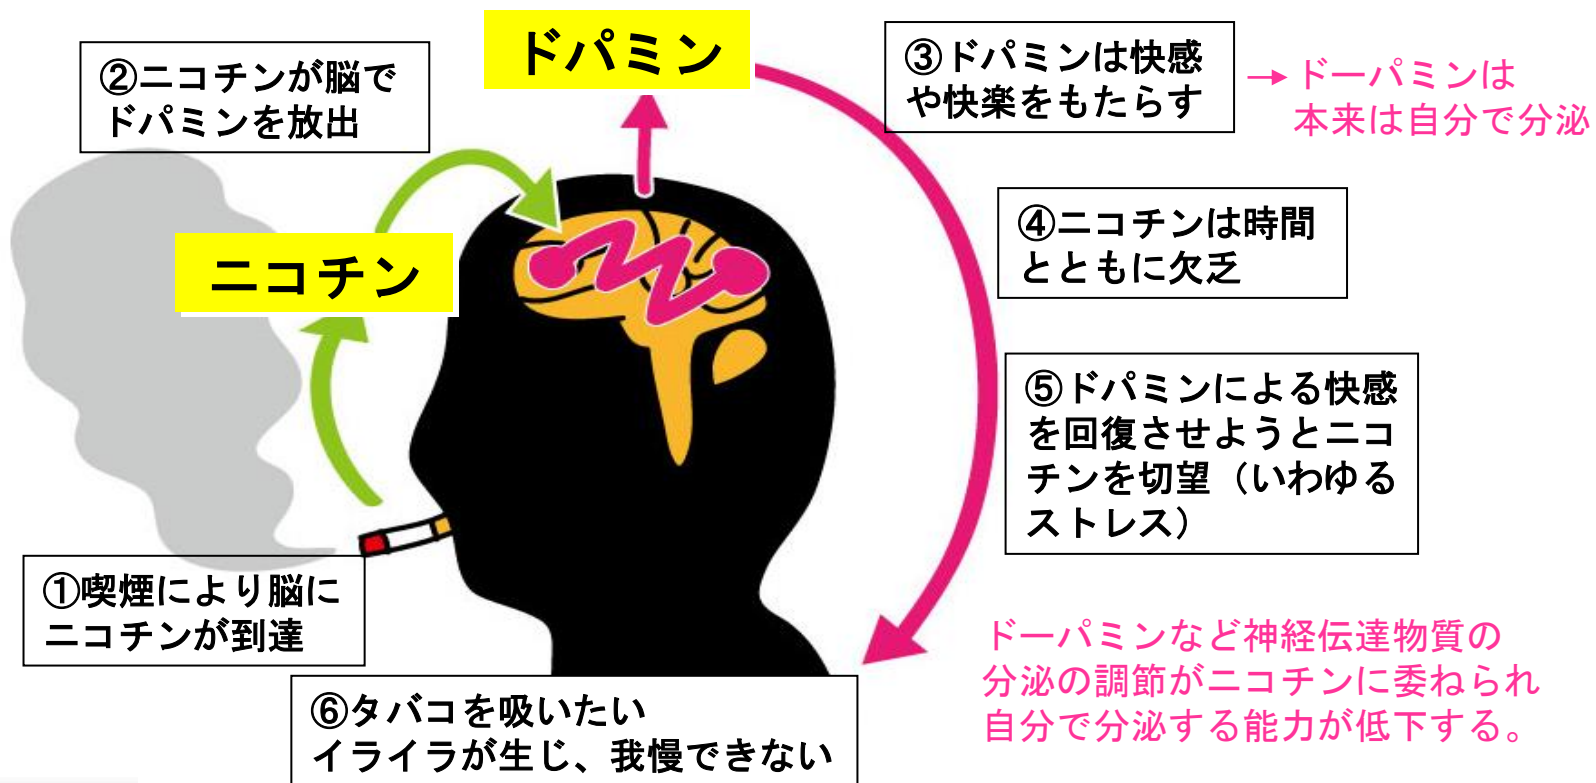 ドパミン
②ニコチンが脳で
ドパミンを放出
③ドパミンは快感
や快楽をもたらす
→ドーパミンは
本来は自分で分泌
ニコチン
④ニコチンは時間
とともに欠乏
⑤ドパミンによる快感
を回復させようとニコ
チンを切望（いわゆる
ストレス）
①喫煙により脳に
ニコチンが到達
ドーパミンなど神経伝達物質の
分泌の調節がニコチンに委ねられ
自分で分泌する能力が低下する。
⑥タバコを吸いたい
イライラが生じ、我慢できない